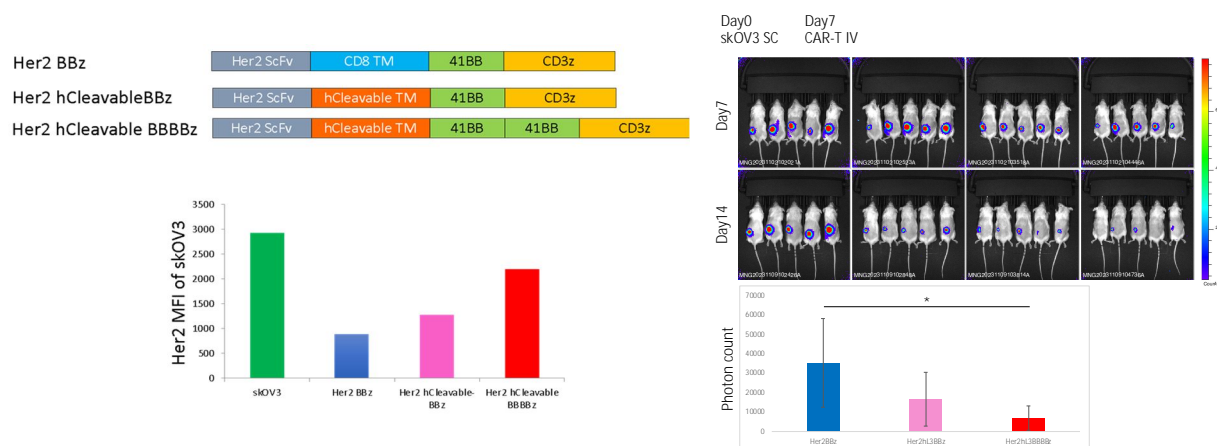 Her2 BBz
Her2 ScFv CD8 TM 41BB CD3z
Her2 hCleavableBBz
Her2 ScFv hCleavable TM 41BB CD3z
Her2 hCleavable BBBBz
Her2 ScFv hCleavable TM 41BB 41BB CD3z
Her2 MFI of skOV3
3500
3000
2500
2000
1500
1000
500
0
skOV3
Her2 BBz
Her2 hCleavable-
BBz
Her2 hCleavable
BBBBz
Day0 Day7
skOV3 SC CAR-T IV
Day7
Day14
Photon count
70000
60000
50000
40000
30000
20000
10000
0
*
Her2BBz
Her2hL3BBz
Her2hL3BBBBz